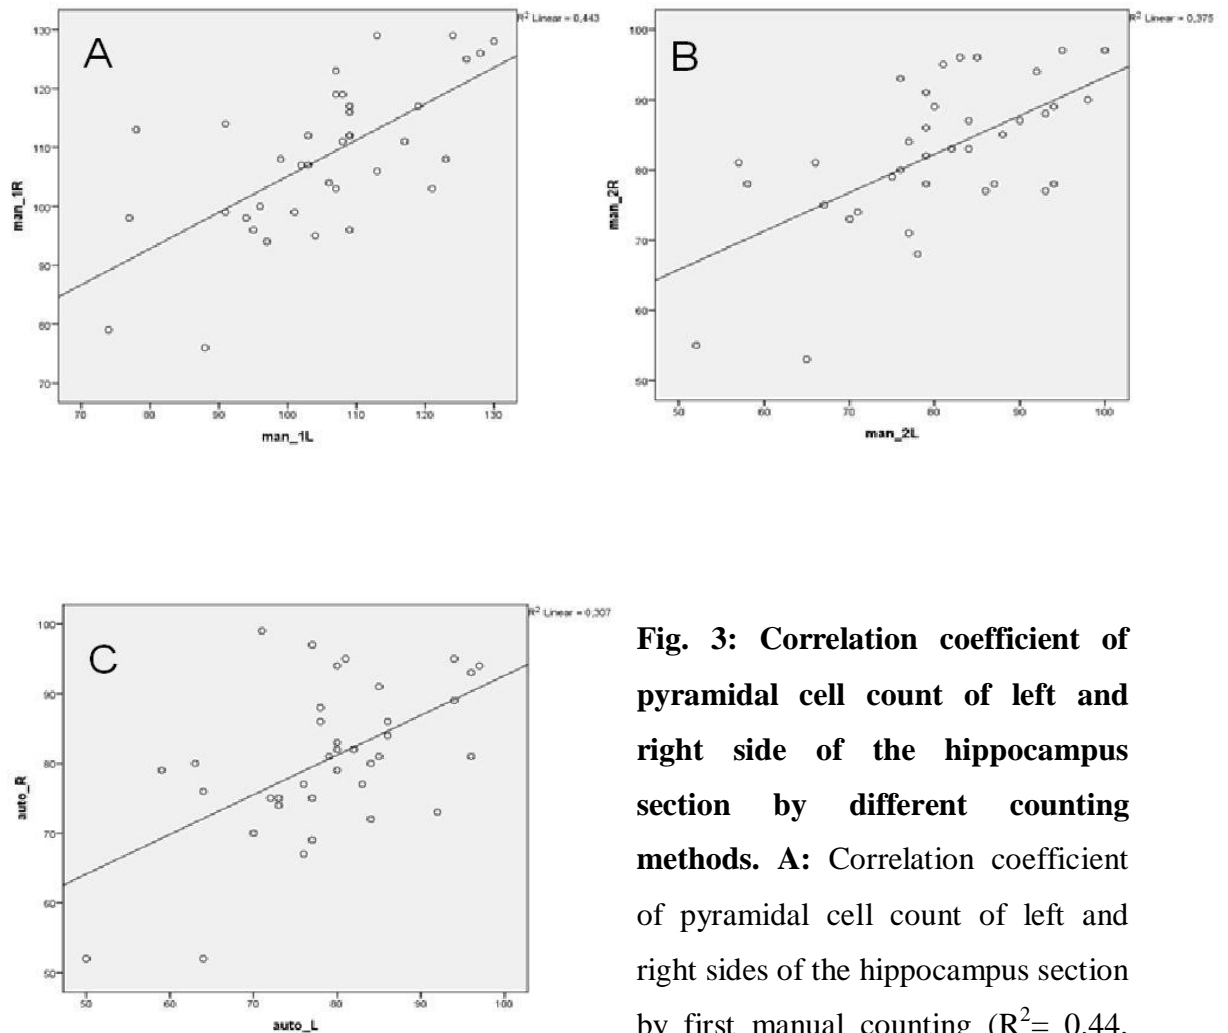 R² Linear = 0,443
A
130
120
110
100
90
80
70
man_1R
70 80 90 100 110 120 130
man_1L
R² Linear = 0,375
B
100
90
80
70
60
50
man_2R
50 60 70 80 90 100
man_2L
R² Linear = 0,307
C
100
90
80
70
60
50
auto_R
50 60 70 80 90 100
auto_L
Fig. 3: Correlation coefficient of
pyramidal cell count of left and
right side of the hippocampus
section by different counting
methods. A: Correlation coefficient
of pyramidal cell count of left and
right sides of the hippocampus section
by first manual counting (R²= 0.44,